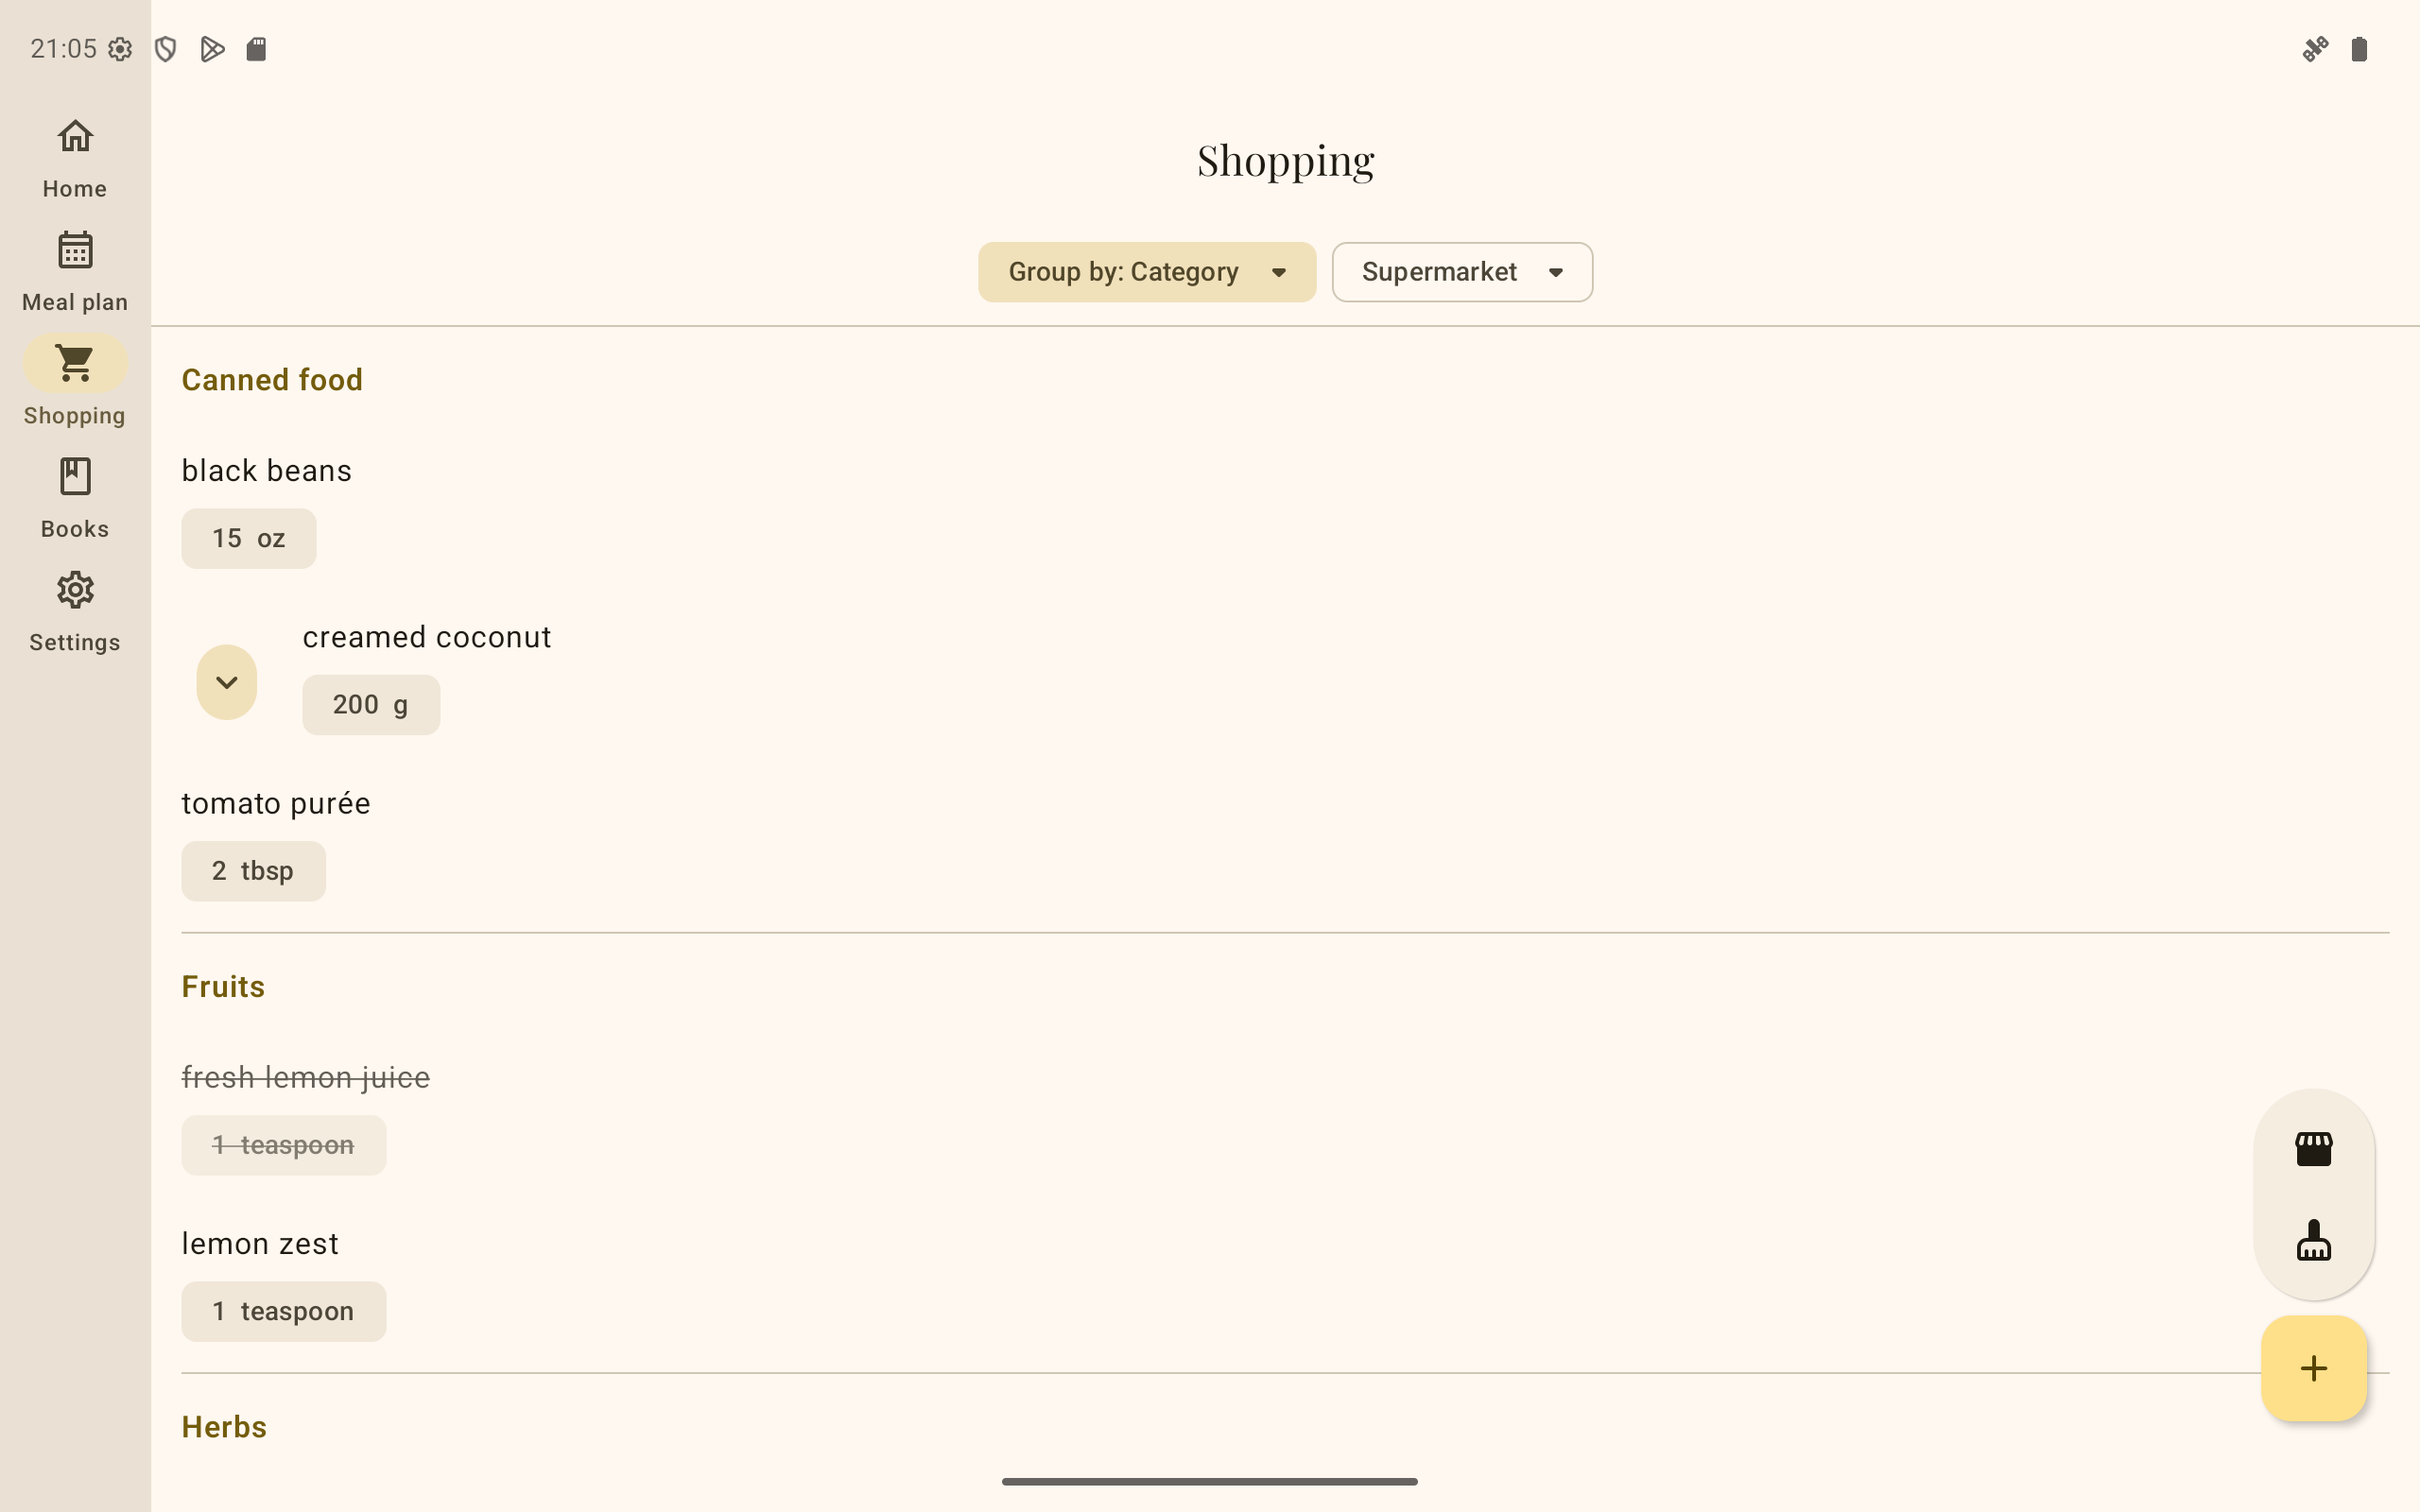 21:05
Home
Meal plan
Shopping
Books
Settings
Shopping
Group by: Category
Supermarket
Canned food
black beans
15 oz
creamed coconut
200 g
tomato purée
2 tbsp
Fruits
fresh lemon juice
1 teaspoon
lemon zest
1 teaspoon
Herbs